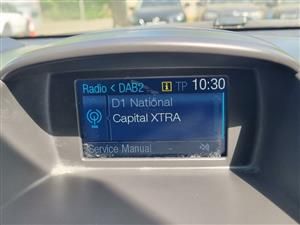 Radio < DAB2 i TP 10:30
D1 National
Capital XTRA
Service Manual -